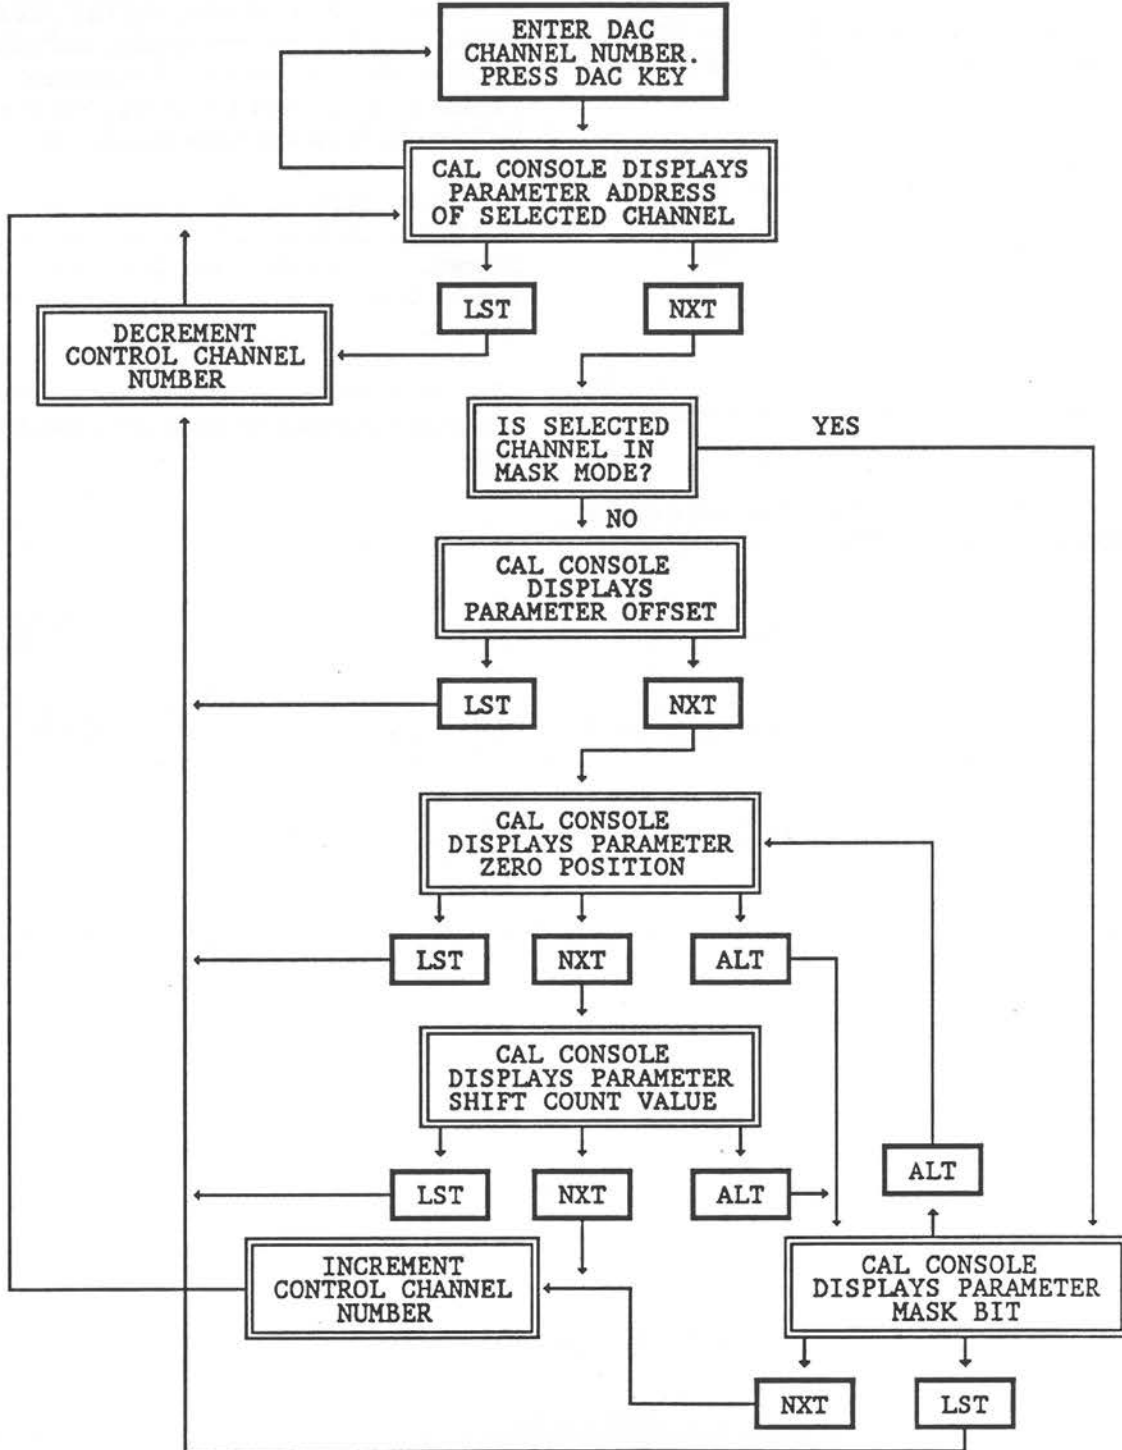 ENTER DAC
CHANNEL NUMBER.
PRESS DAC KEY
CAL CONSOLE DISPLAYS
PARAMETER ADDRESS
OF SELECTED CHANNEL
LST
NXT
DECREMENT
CONTROL CHANNEL
NUMBER
IS SELECTED
CHANNEL IN
MASK MODE?
YES
NO
CAL CONSOLE
DISPLAYS
PARAMETER OFFSET
LST
NXT
CAL CONSOLE
DISPLAYS PARAMETER
ZERO POSITION
LST
NXT
ALT
CAL CONSOLE
DISPLAYS PARAMETER
SHIFT COUNT VALUE
LST
NXT
ALT
ALT
INCREMENT
CONTROL CHANNEL
NUMBER
CAL CONSOLE
DISPLAYS PARAMETER
MASK BIT
NXT
LST